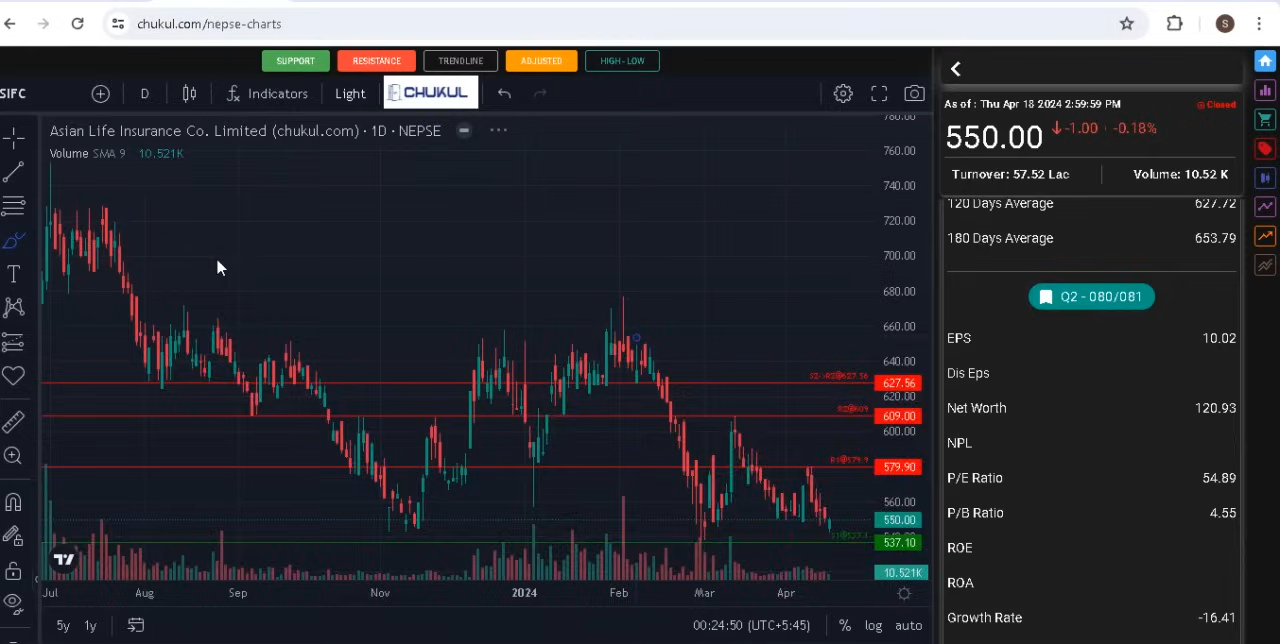 chukul.com/nepse-charts
S
SUPPORT
RESISTANCE
TRENDLINE
ADJUSTED
HIGH-LOW
SIFC
D
Indicators
Light
CHUKUL
Asian Life Insurance Co. Limited (chukul.com) · 1D · NEPSE
Volume SMA 9 10.521K
780.00
760.00
740.00
720.00
700.00
680.00
660.00
640.00
627.56
620.00
R2@609
609.00
600.00
R1@579.9
579.90
560.00
550.00
537.10
10.521K
Jul
Aug
Sep
Nov
2024
Feb
Mar
Apr
5y
1y
00:24:50 (UTC+5:45)
%
log
auto
As of : Thu Apr 18 2024 2:59:59 PM
Closed
550.00 -1.00 -0.18%
Turnover: 57.52 Lac
Volume: 10.52 K
120 Days Average 627.72
180 Days Average 653.79
Q2 - 080/081
EPS 10.02
Dis Eps
Net Worth 120.93
NPL
P/E Ratio 54.89
P/B Ratio 4.55
ROE
ROA
Growth Rate -16.41